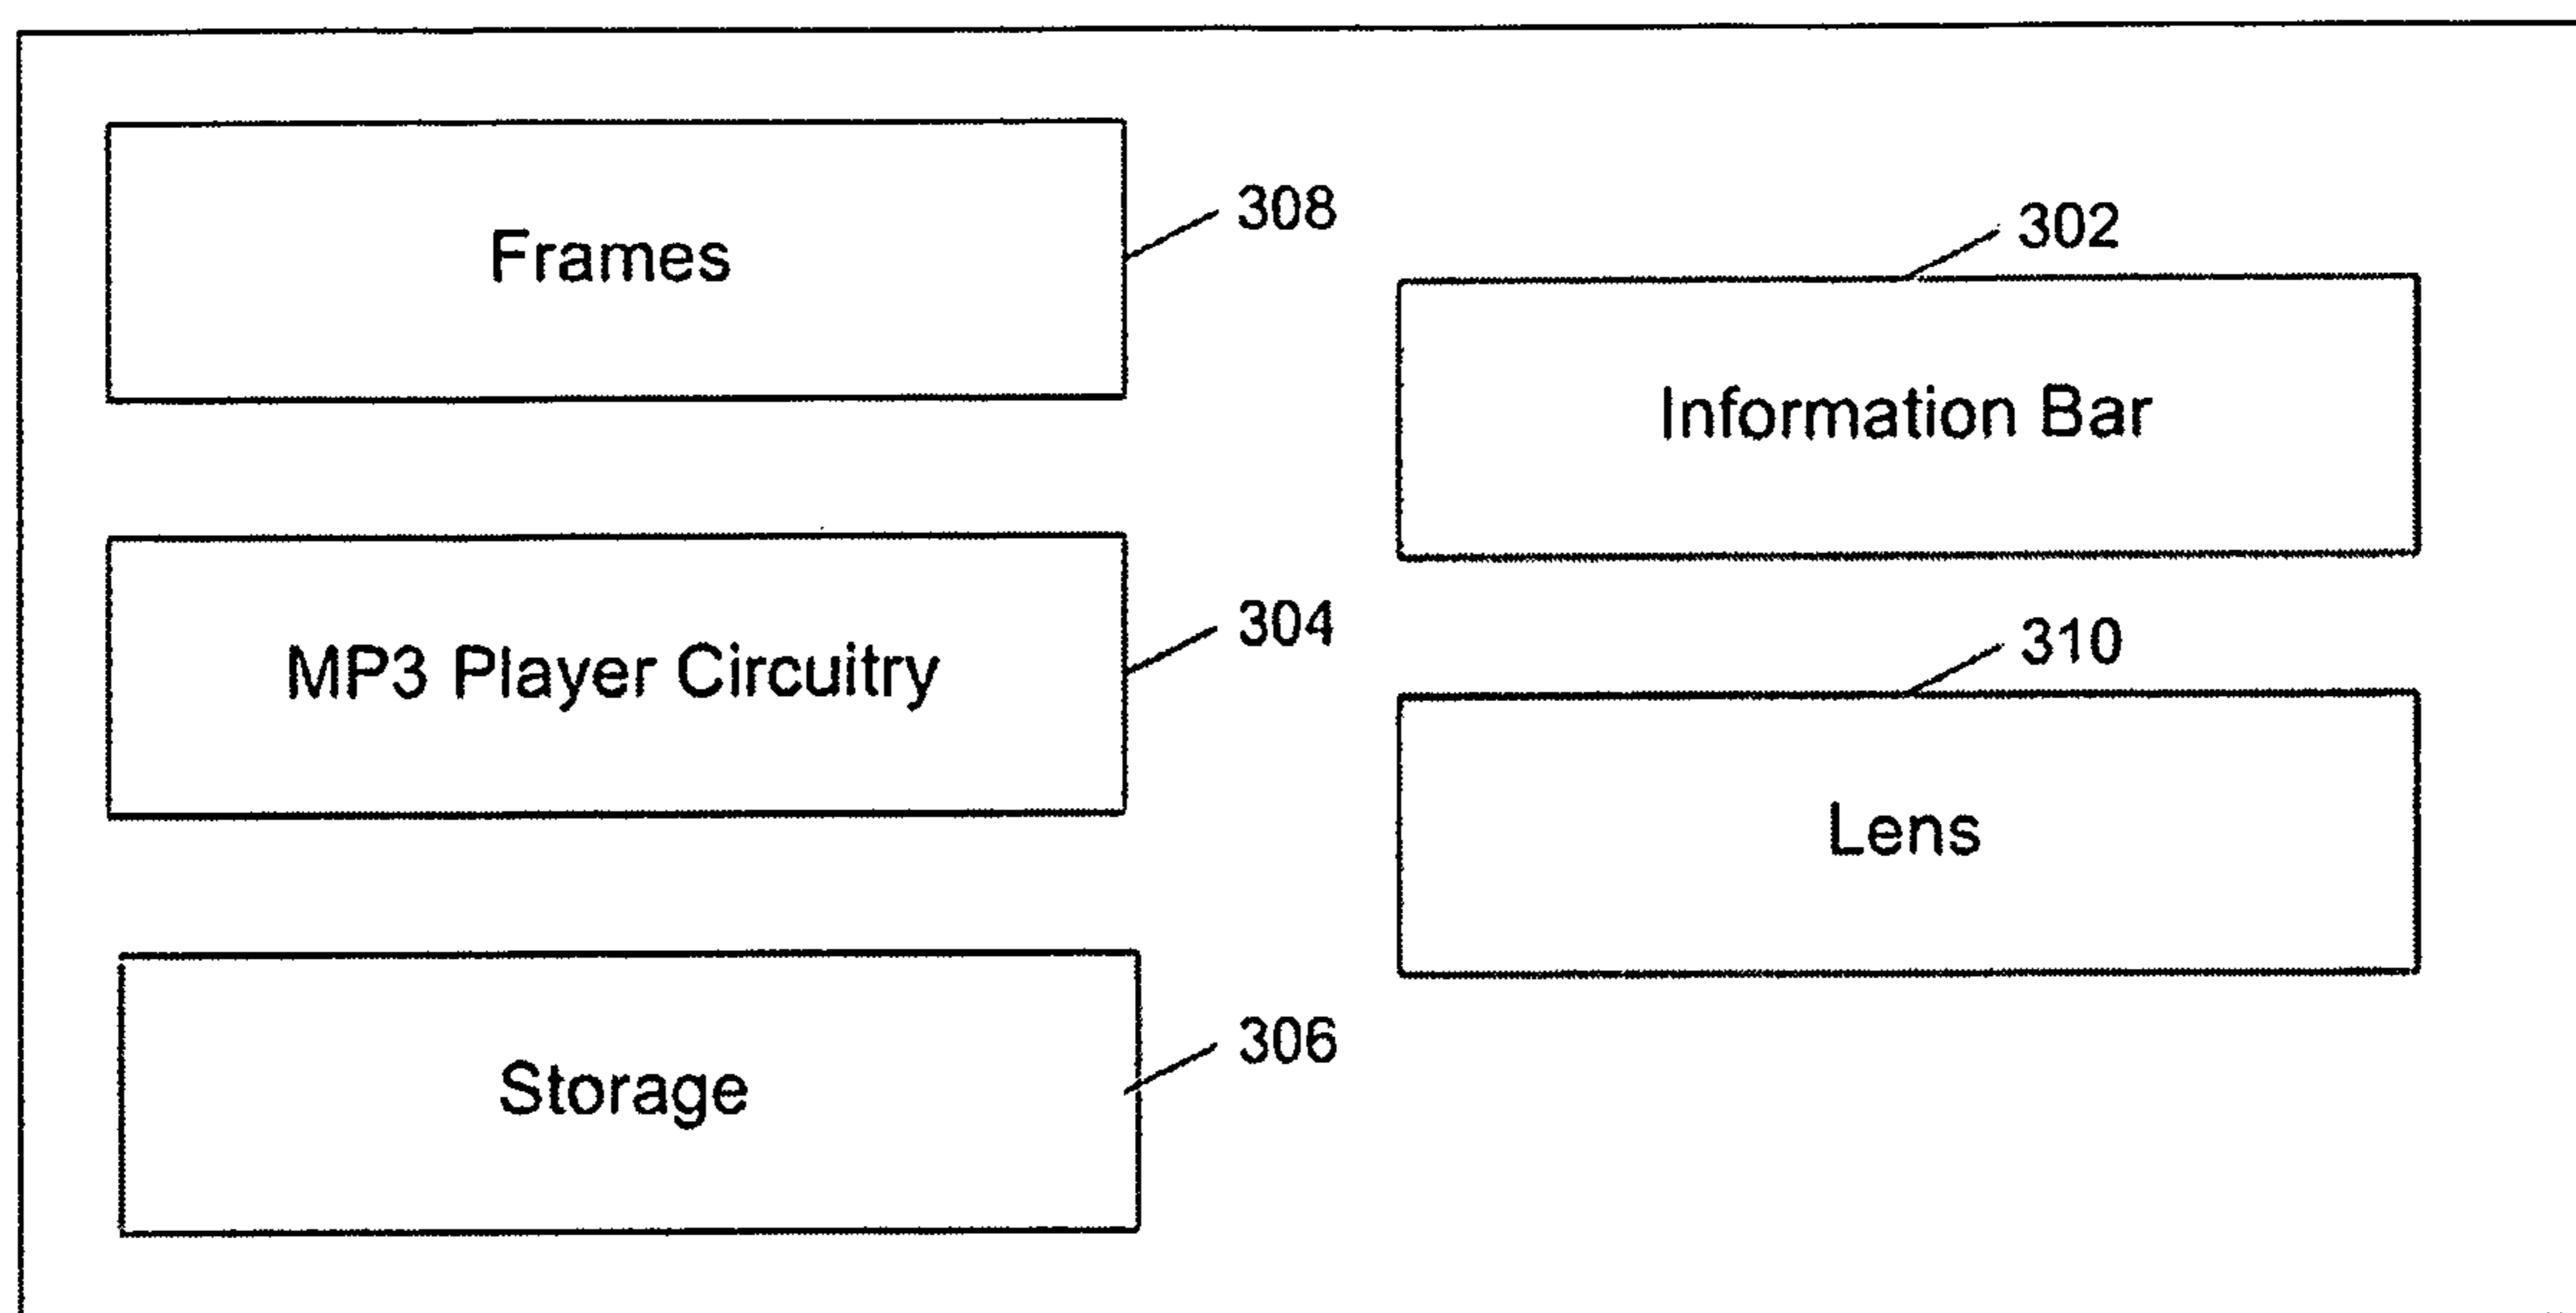 Frames
308
302
Information Bar
MP3 Player Circuitry
304
310
Lens
Storage
306